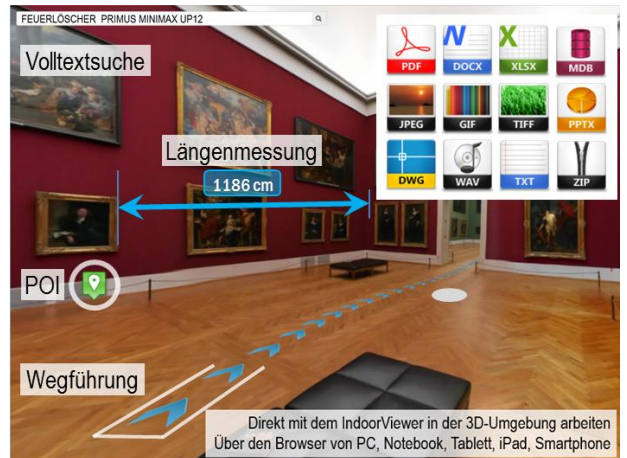 FEUERLÖSCHER PRIMUS MINIMAX UP12
Volltextsuche
PDF
DOCX
XLSX
MDB
JPEG
GIF
TIFF
PPTX
DWG
WAV
TXT
ZIP
Längenmessung
1186 cm
POI
Wegführung
Direkt mit dem IndoorViewer in der 3D-Umgebung arbeiten
Über den Browser von PC, Notebook, Tablett, iPad, Smartphone